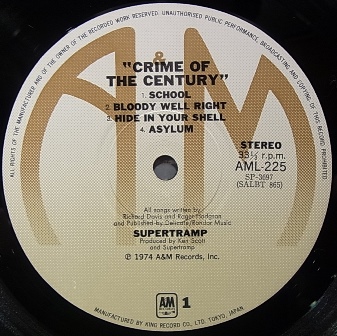 ALL RIGHTS OF THE MANUFACTURER AND OF THE OWNER OF THE RECORDED WORK RESERVED. UNAUTHORISED PUBLIC PERFORMANCE, BROADCASTING AND COPYING OF THIS RECORD PROHIBITED.
A&M
"CRIME OF
THE CENTURY"
1. SCHOOL
2. BLOODY WELL RIGHT
3. HIDE IN YOUR SHELL
4. ASYLUM
STEREO
33⅓ r.p.m.
AML-225
SP-3697
(SALBT 865)
All songs written by
Richard Davis and Roger Hodgson
and Published by Delicate/Rondor Music
SUPERTRAMP
Produced by Ken Scott
and Supertramp
℗ 1974 A&M Records, Inc.
A&M
RECORDS
1
MANUFACTURED BY KING RECORD CO. LTD. TOKYO, JAPAN